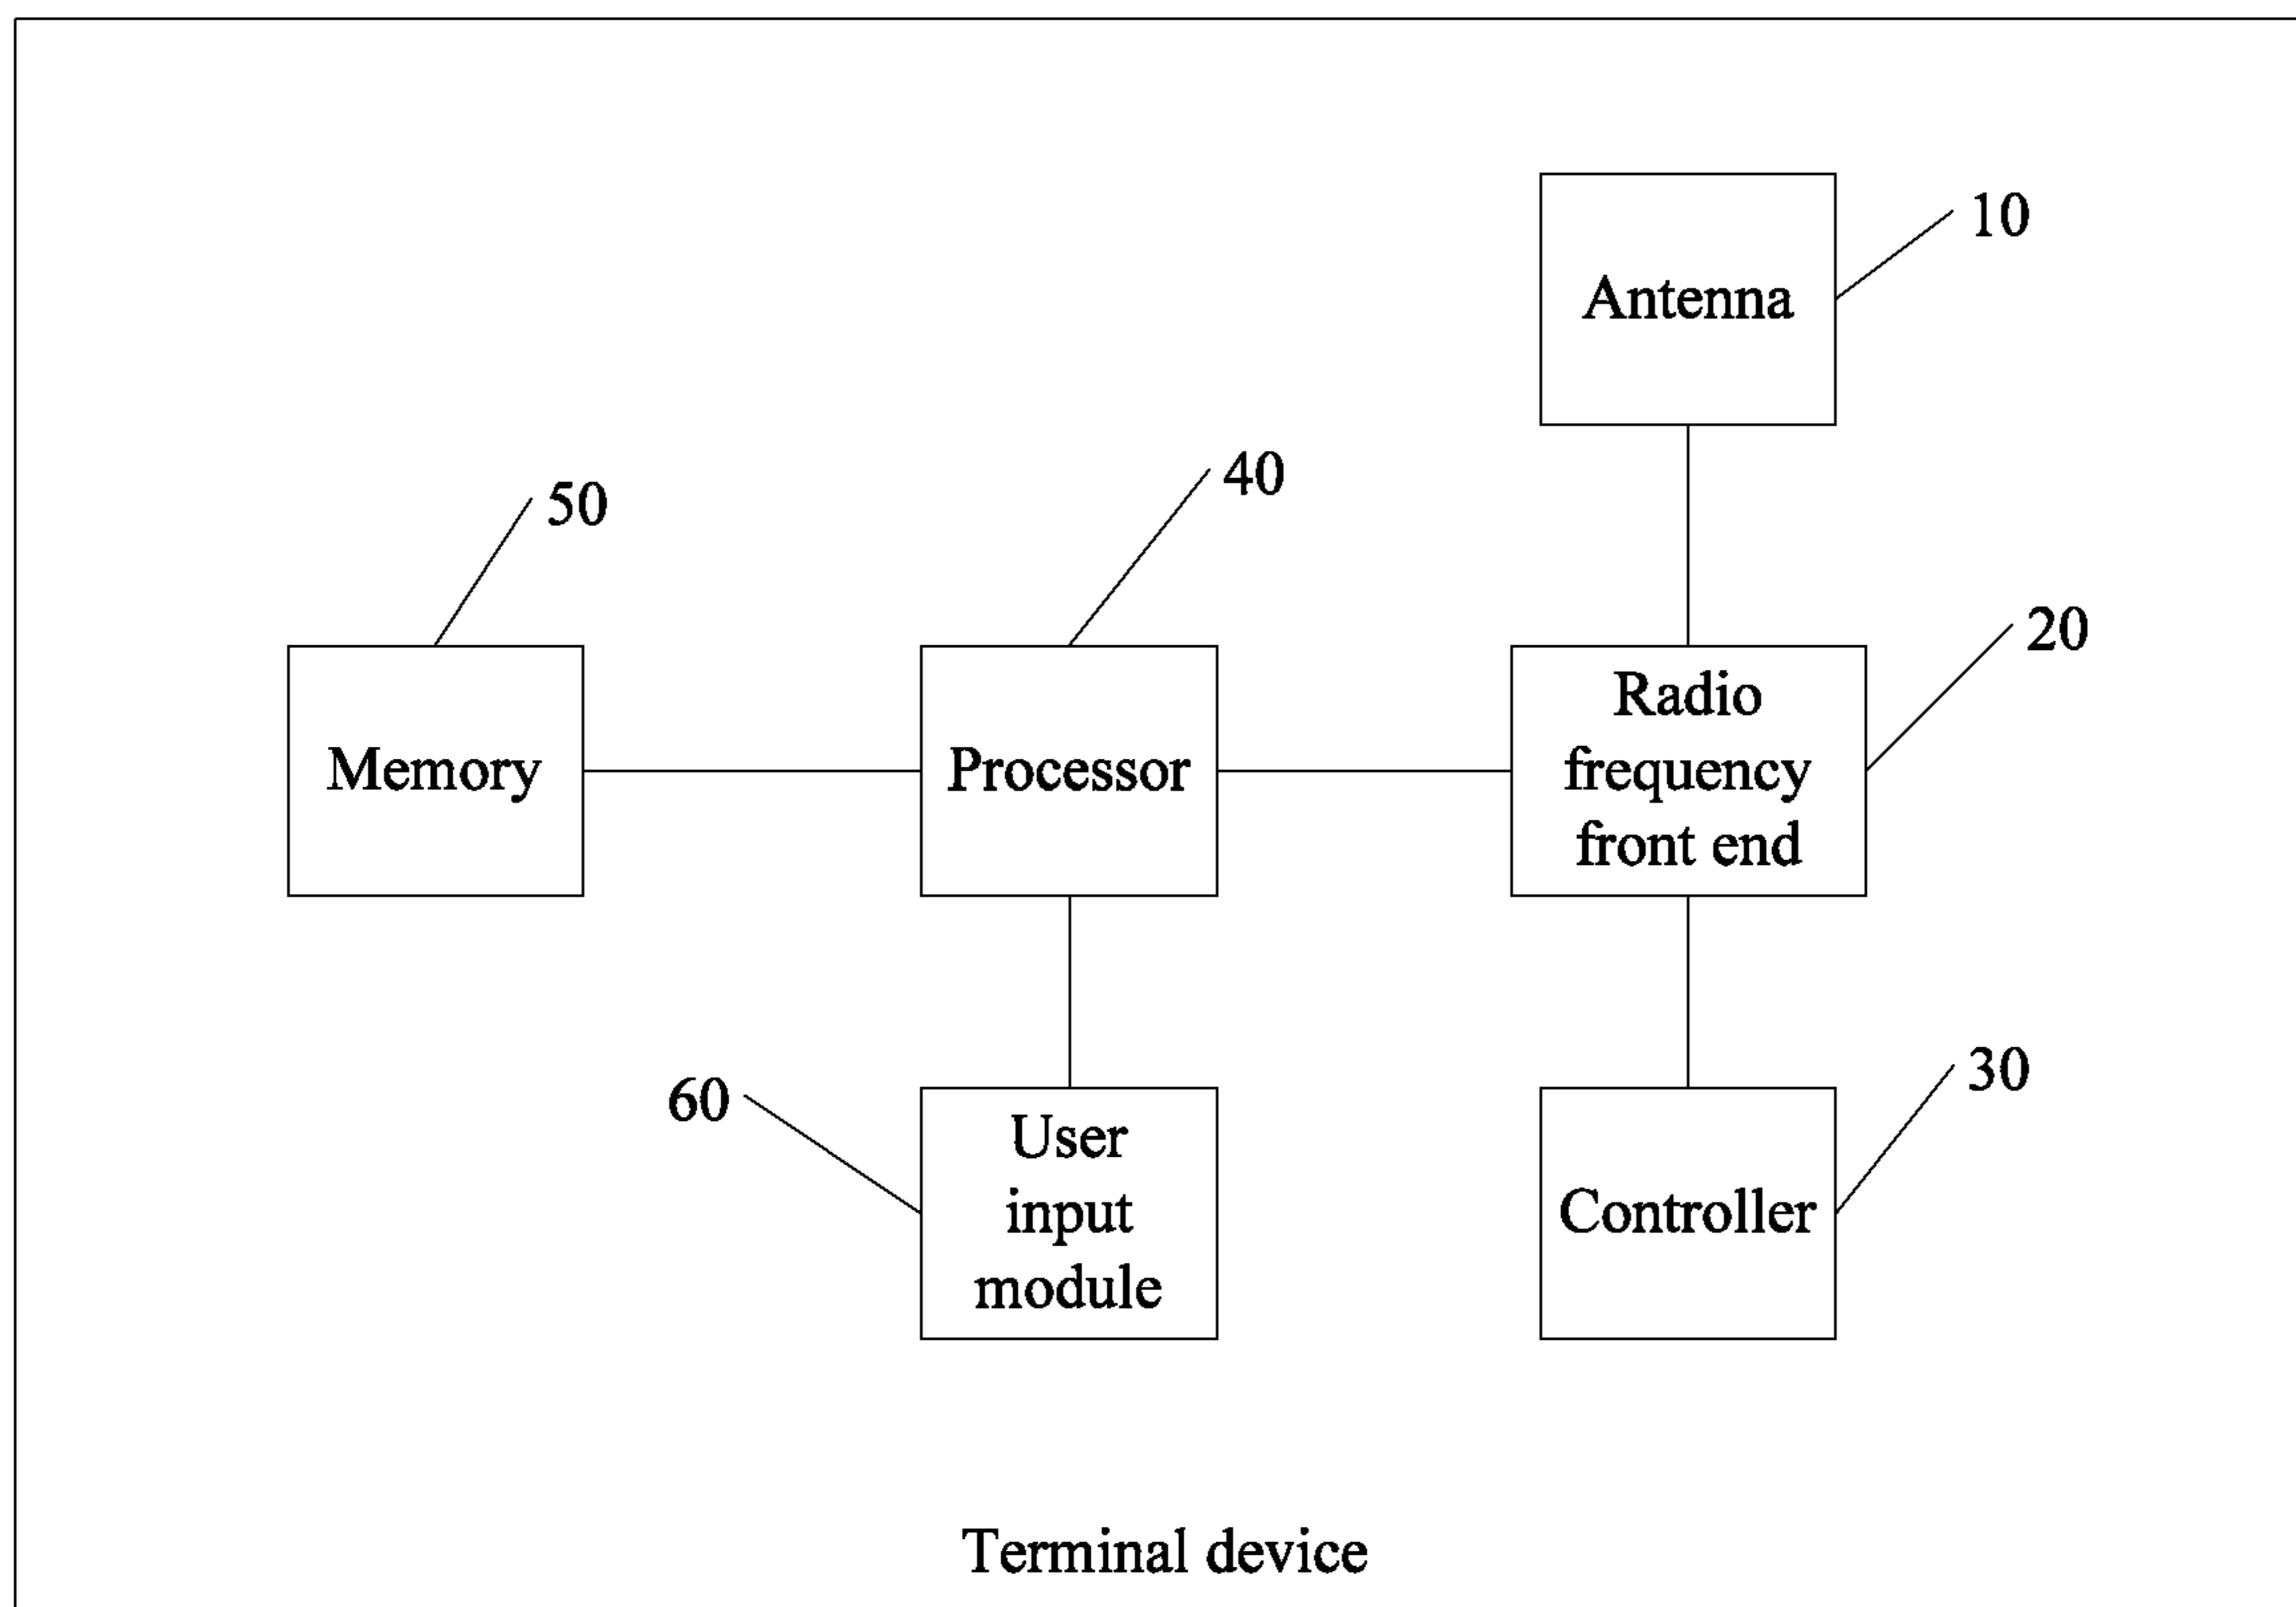 10
Antenna
40
50
20
Radio
frequency
front end
Memory
Processor
30
60
User
input
module
Controller
Terminal device